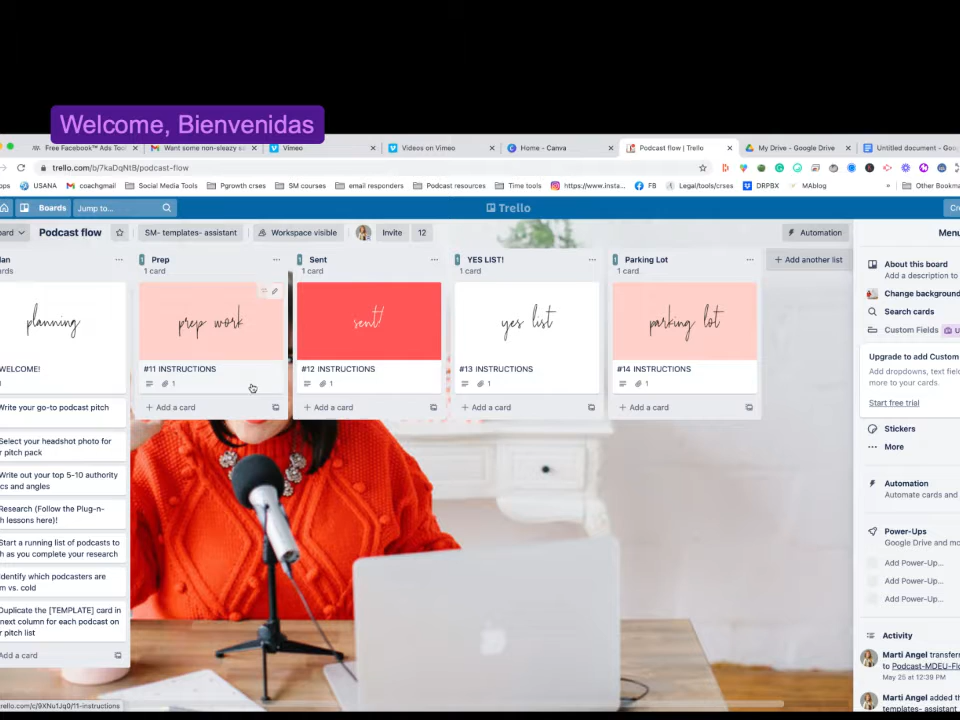 Welcome, Bienvenidas
Free Facebook™ Ads Too
Want some non-sleazy s
Vimeo
Videos on Vimeo
Home - Canva
Podcast flow | Trello
My Drive - Google Drive
Untitled document - Goo
trello.com/b/7kaDqNtB/podcast-flow
USANA
coachgmail
Social Media Tools
Pgrowth crses
SM courses
email responders
Podcast resources
Time tools
https://www.insta...
FB
Legal/tools/crses
DRPBX
MAblog
»
Other Bookma
Boards
Jump to...
Trello
Cre
Podcast flow
SM- templates- assistant
Workspace visible
Invite
12
Automation
Menu
lan
ards
planning
WELCOME!
Write your go-to podcast pitch
Select your headshot photo for
r pitch pack
Write out your top 5-10 authority
cs and angles
Research (Follow the Plug-n-
h lessons here)!
Start a running list of podcasts to
h as you complete your research
Identify which podcasters are
m vs. cold
Duplicate the [TEMPLATE] card in
next column for each podcast on
r pitch list
Add a card
Prep
1 card
prep work
#11 INSTRUCTIONS
1
+ Add a card
Sent
1 card
sent!
#12 INSTRUCTIONS
1
+ Add a card
YES LIST!
1 card
yes list
#13 INSTRUCTIONS
1
+ Add a card
Parking Lot
1 card
parking lot
#14 INSTRUCTIONS
1
+ Add a card
+ Add another list
About this board
Add a description to
Change background
Search cards
Custom Fields
Upgrade to add Custom
Add dropdowns, text fiel
more to your cards.
Start free trial
Stickers
More
Automation
Automate cards and
Power-Ups
Google Drive and mo
Add Power-Up...
Add Power-Up...
Add Power-Up...
Activity
Marti Angel transferr
to Podcast-MDEU-Flo
May 25 at 12:39 PM
Marti Angel added th
templates- assistant
trello.com/c/9XNu1Jq0/11-instructions